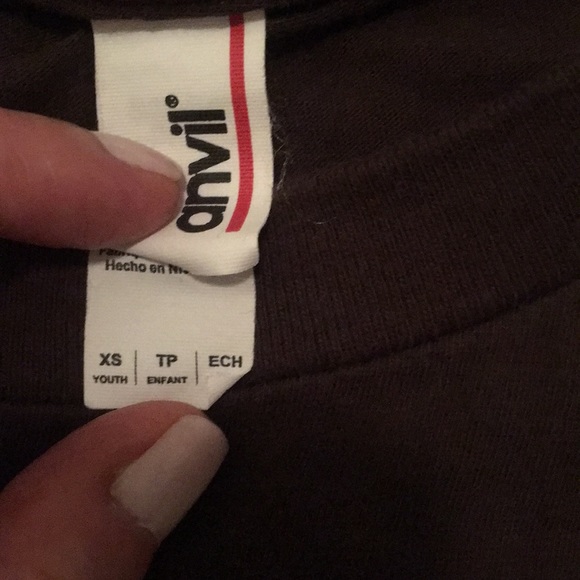 anvil®
Hecho en
XS | TP | ECH
YOUTH | ENFANT |